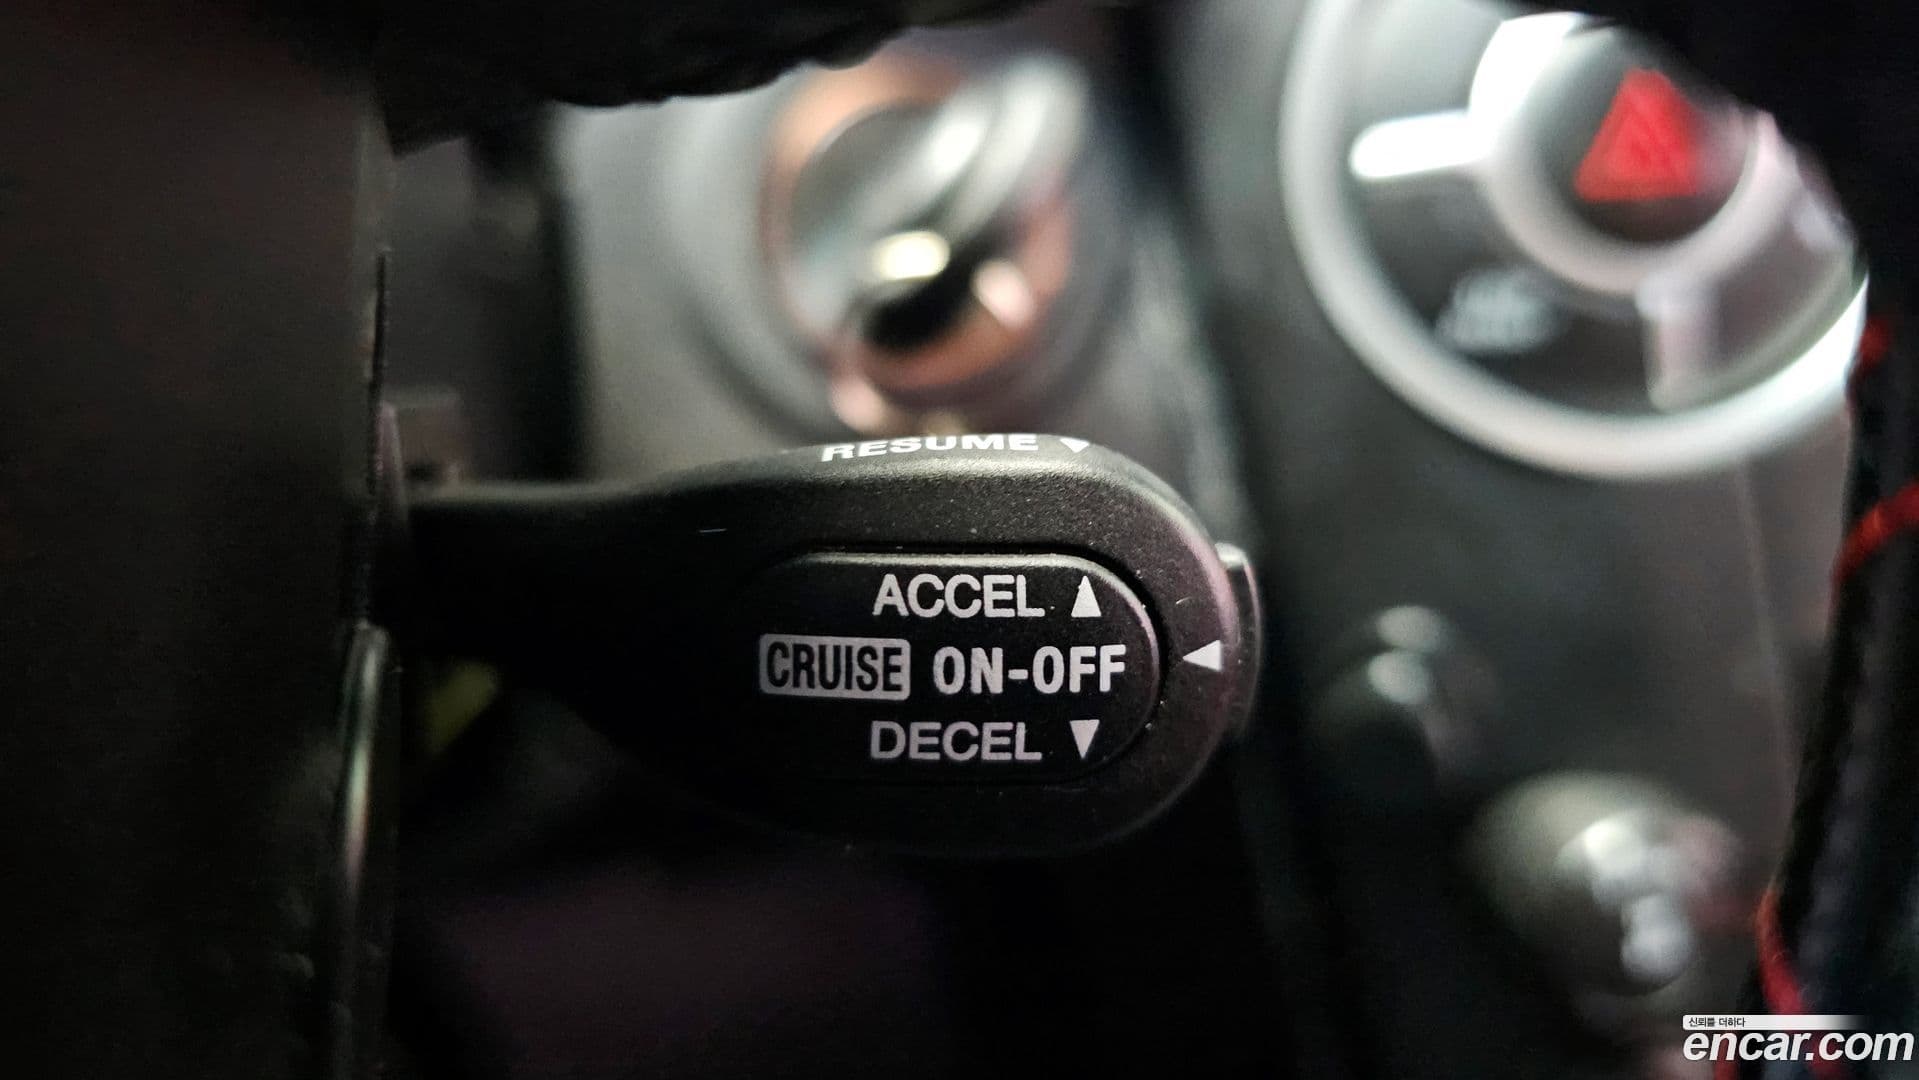 RESUME ▼
ACCEL ▲
CRUISE ON-OFF ◀
DECEL ▼
신뢰를 더하다
encar.com